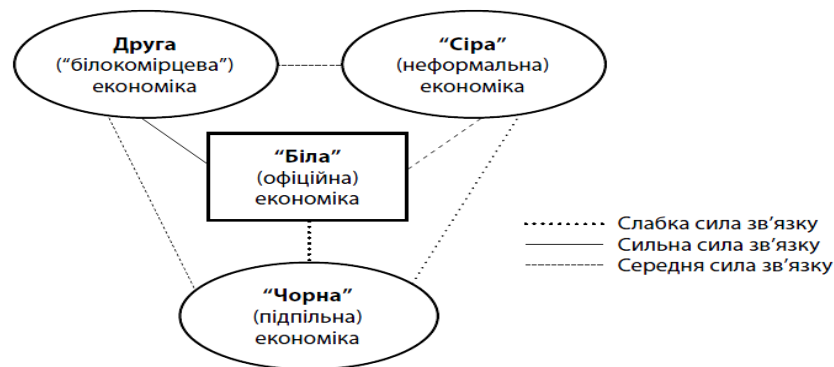 Друга
(“білокомірцева”)
економіка
“Сіра”
(неформальна)
економіка
“Біла”
(офіційна)
економіка
Слабка сила зв’язку
Сильна сила зв’язку
Середня сила зв’язку
“Чорна”
(підпільна)
економіка